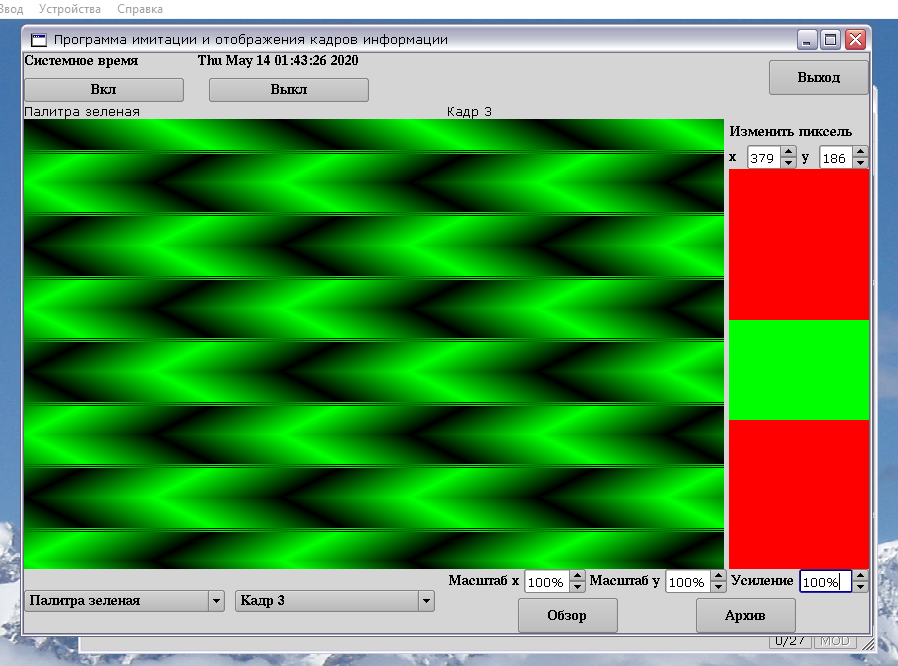 Ввод Устройства Справка
Программа имитации и отображения кадров информации
Системное время Thu May 14 01:43:26 2020
Вкл Выкл Выход
Палитра зеленая Кадр 3
Изменить пиксель
x 379 y 186
Масштаб x 100% Масштаб y 100% Усиление 100%
Палитра зеленая Кадр 3
Обзор Архив
0/27 MOD